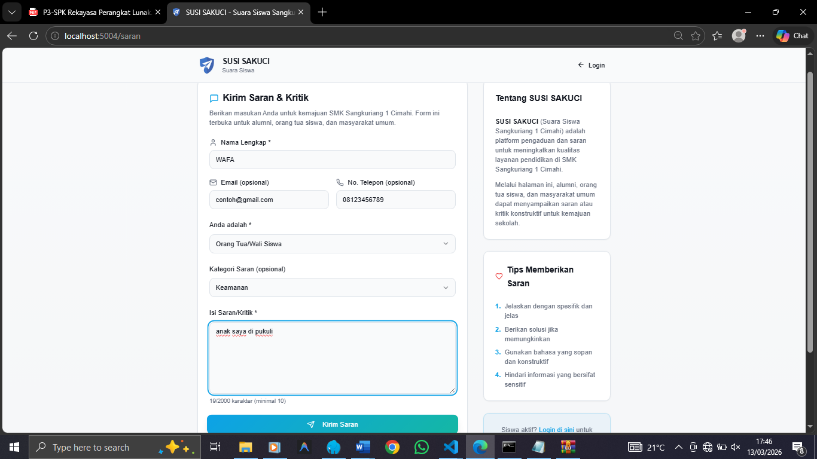 P3-SPK Rekayasa Perangkat Lunak
SUSI SAKUCI - Suara Siswa Sangku
localhost:5004/saran
Chat
SUSI SAKUCI
Suara Siswa
Login
Kirim Saran & Kritik
Berikan masukan Anda untuk kemajuan SMK Sangkuriang 1 Cimahi. Form ini
terbuka untuk alumni, orang tua siswa, dan masyarakat umum.
Nama Lengkap *
WAFA
Email (opsional)
No. Telepon (opsional)
contoh@gmail.com
08123456789
Anda adalah *
Orang Tua/Wali Siswa
Kategori Saran (opsional)
Keamanan
Isi Saran/Kritik *
anak saya di pukuli
19/2000 karakter (minimal 10)
Kirim Saran
Tentang SUSI SAKUCI
SUSI SAKUCI (Suara Siswa
Sangkuriang 1 Cimahi) adalah
platform pengaduan dan saran
untuk meningkatkan kualitas
layanan pendidikan di SMK
Sangkuriang 1 Cimahi.
Melalui halaman ini, alumni, orang
tua siswa, dan masyarakat umum
dapat menyampaikan saran atau
kritik konstruktif untuk kemajuan
sekolah.
Tips Memberikan
Saran
1. Jelaskan dengan spesifik dan
jelas
2. Berikan solusi jika
memungkinkan
3. Gunakan bahasa yang sopan
dan konstruktif
4. Hindari informasi yang bersifat
sensitif
Siswa aktif? Login di sini untuk
Type here to search
21°C
17:46
13/03/2026
8